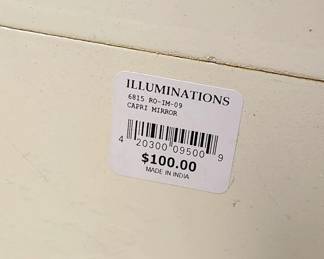 ILLUMINATIONS
6815 RO-IM-09
CAPRI MIRROR
4 20300 09500 9
$100.00
MADE IN INDIA